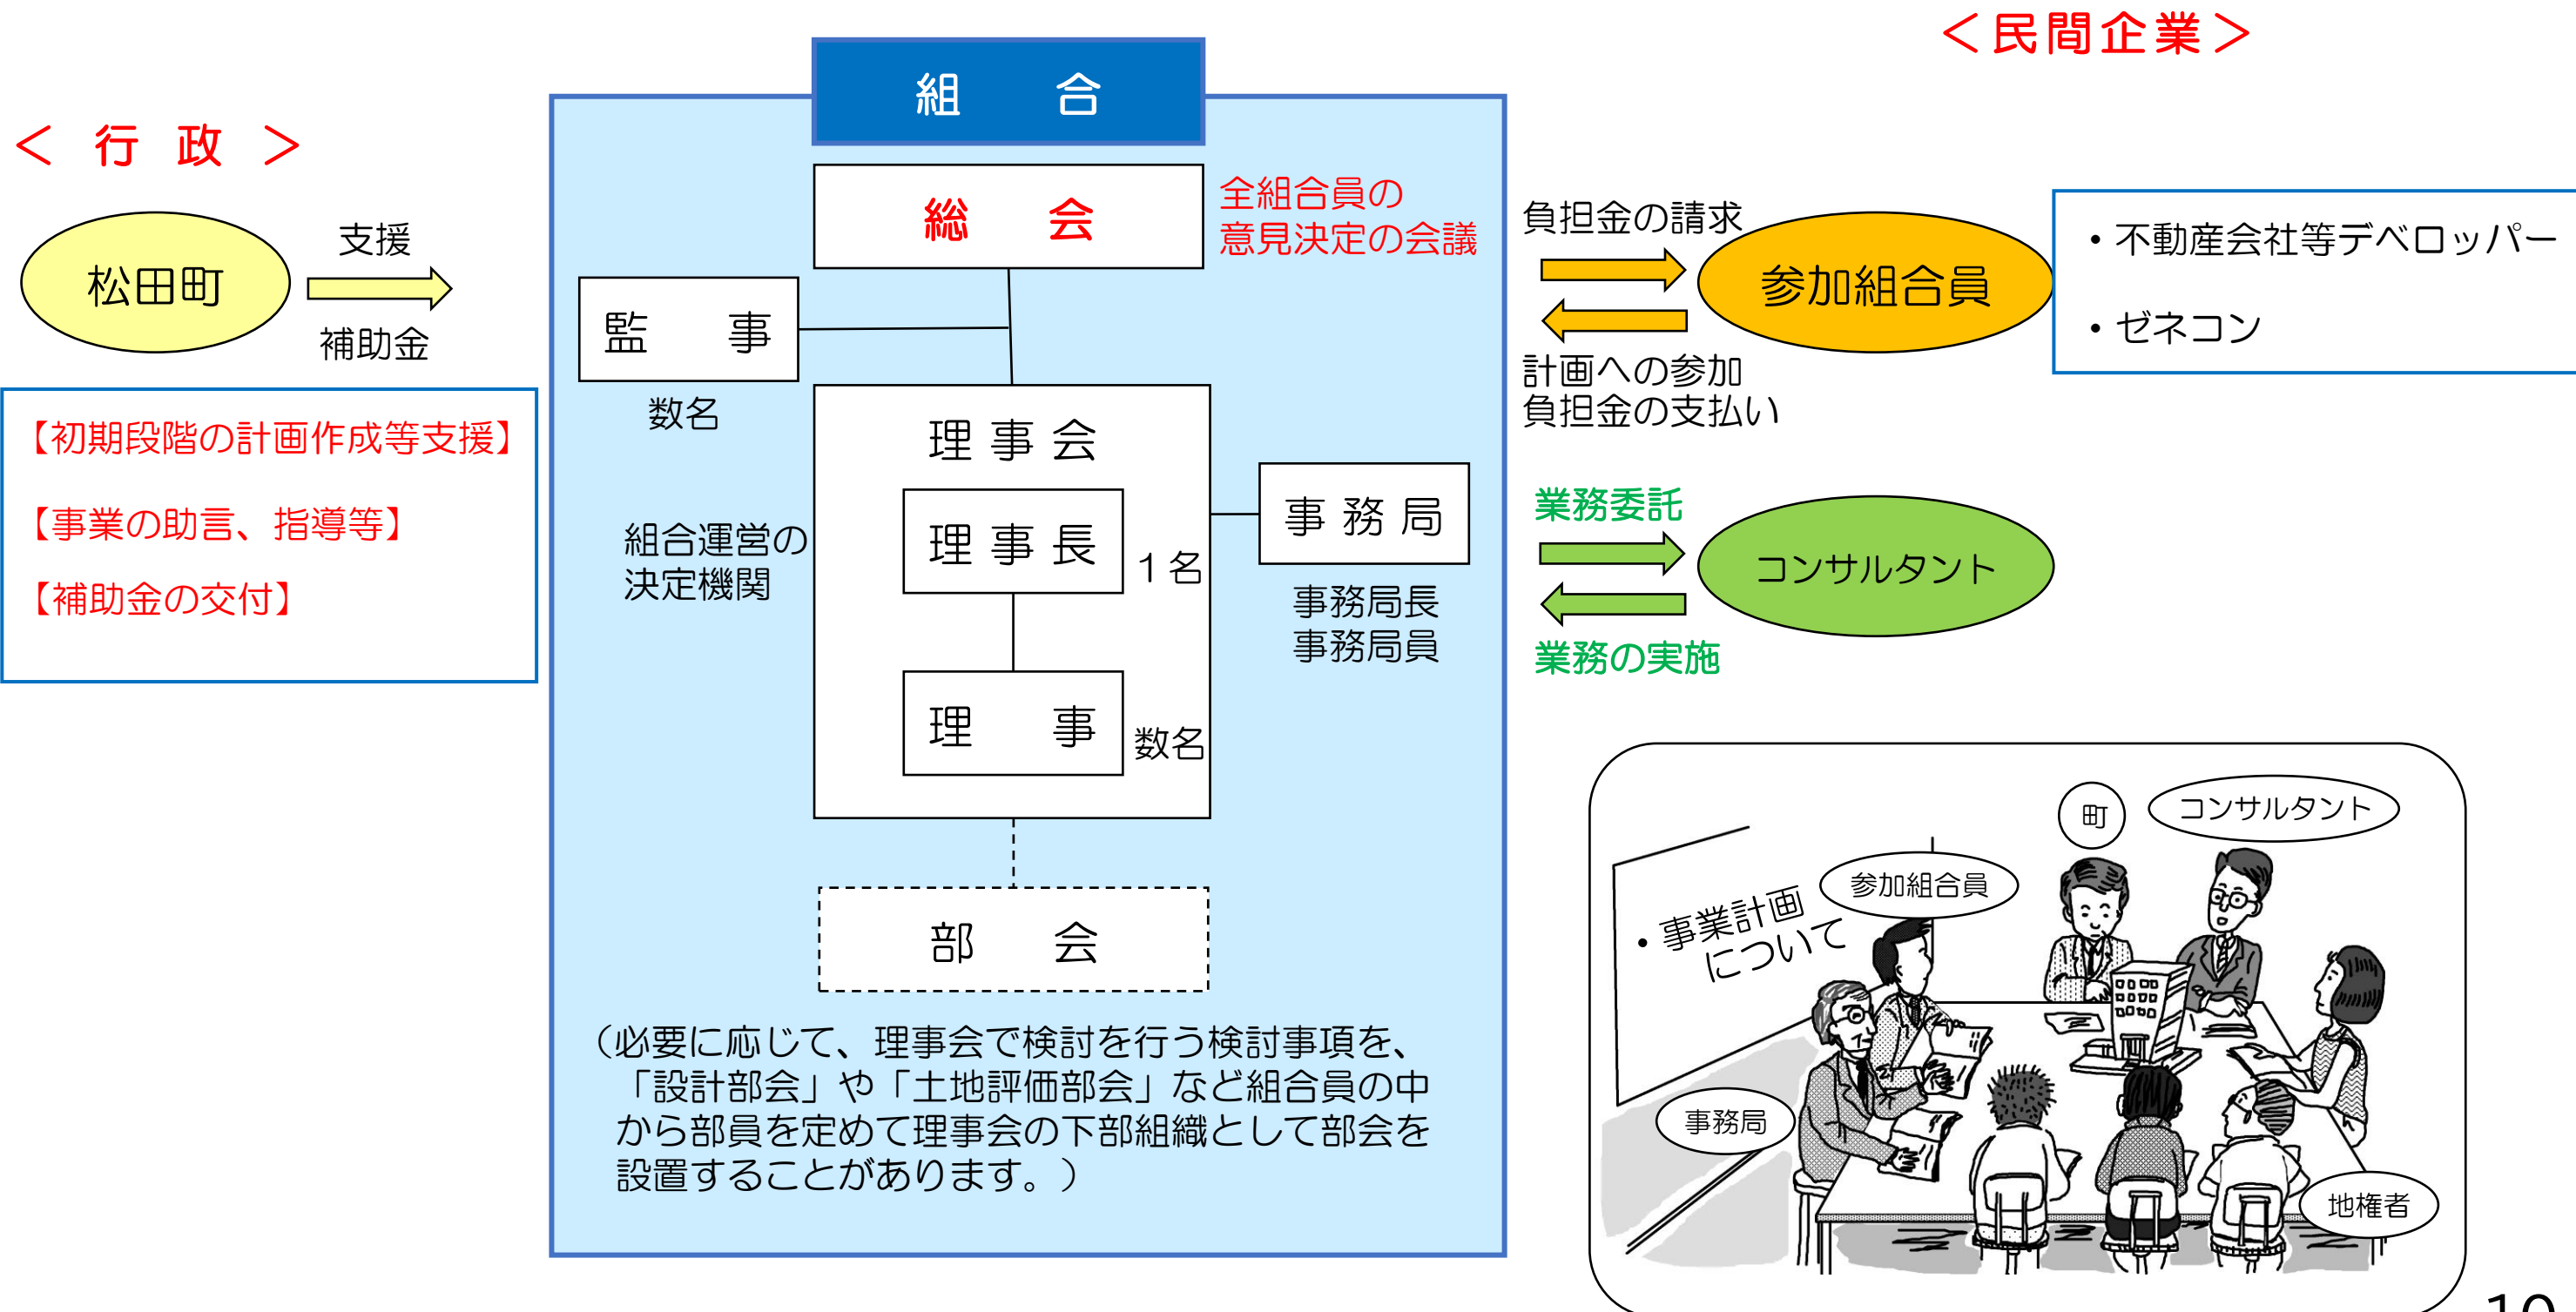 ＜ 行 政 ＞
松田町
支援
補助金
【初期段階の計画作成等支援】
【事業の助言、指導等】
【補助金の交付】
組　合
総　会
全組合員の
意見決定の会議
監　事
数名
理 事 会
理 事 長
1名
組合運営の
決定機関
理　事
数名
事 務 局
事務局長
事務局員
部　会
（必要に応じて、理事会で検討を行う検討事項を、
「設計部会」や「土地評価部会」など組合員の中
から部員を定めて理事会の下部組織として部会を
設置することがあります。）
＜民間企業＞
負担金の請求
参加組合員
計画への参加
負担金の支払い
・不動産会社等デベロッパー
・ゼネコン
業務委託
コンサルタント
業務の実施
町
コンサルタント
参加組合員
・事業計画
について
事務局
地権者